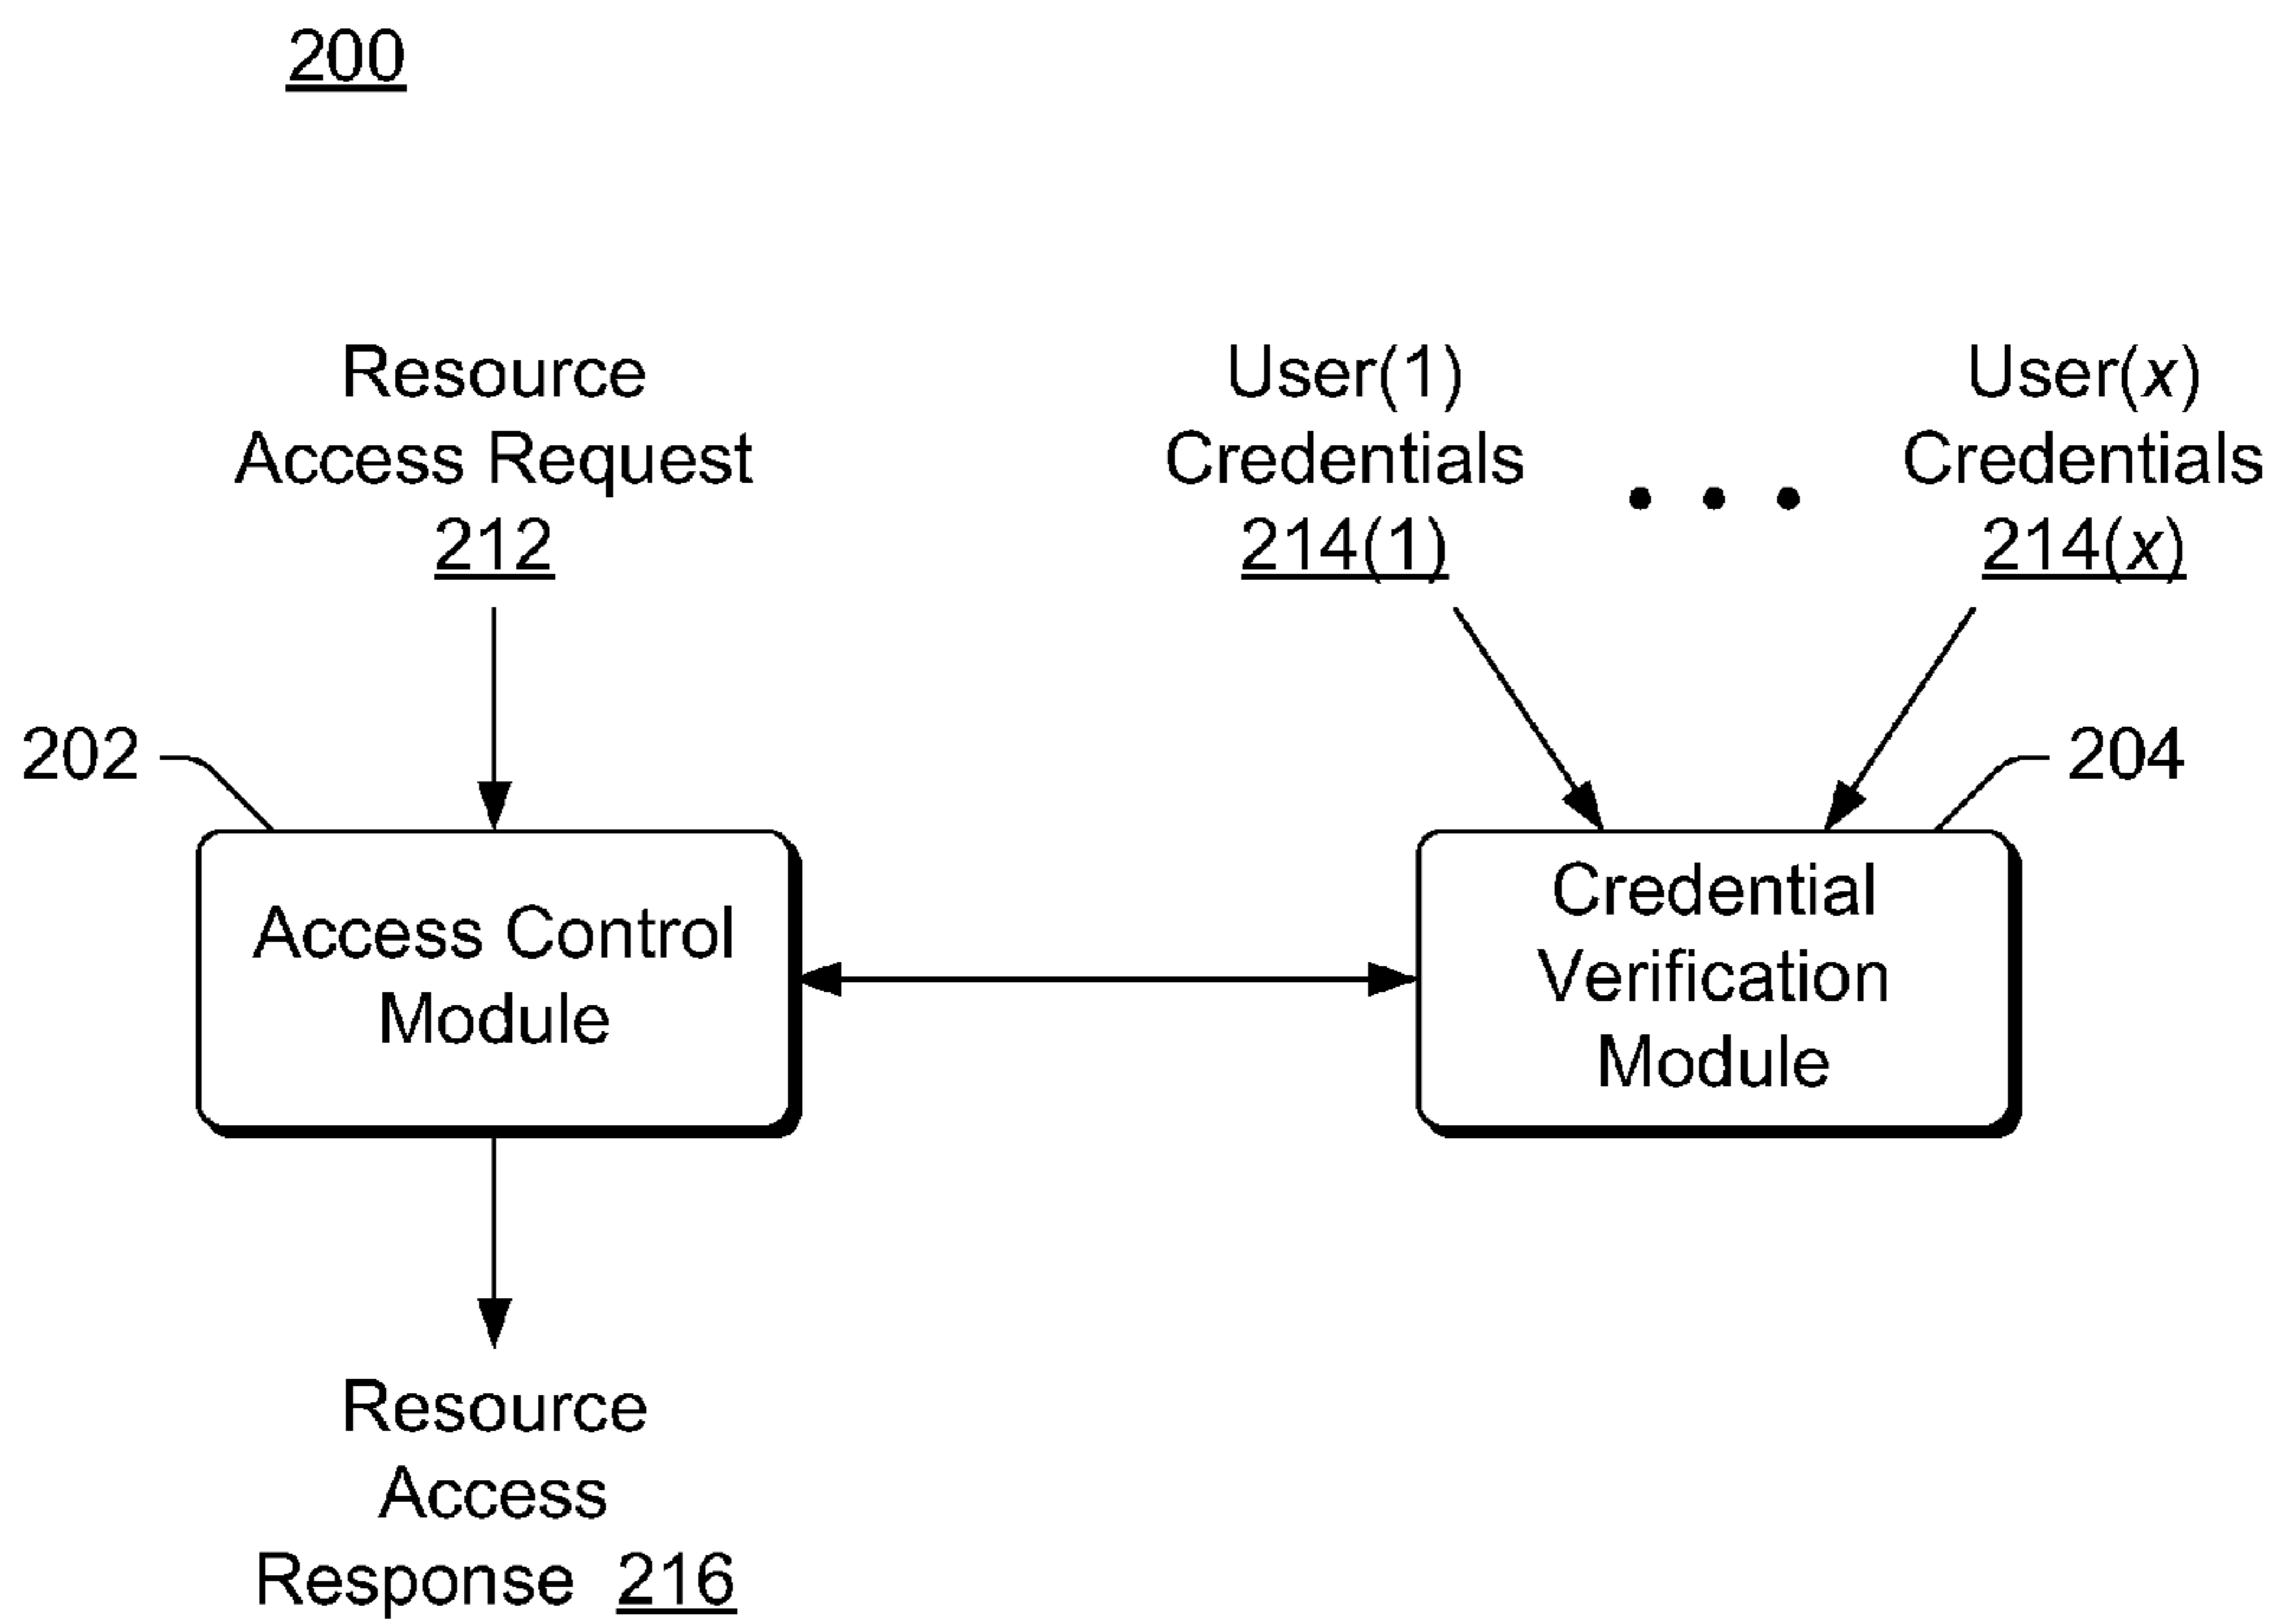 200
Resource
Access Request
212
User(1)
Credentials
214(1)
• • •
User(x)
Credentials
214(x)
202
204
Access Control
Module
Credential
Verification
Module
Resource
Access
Response 216